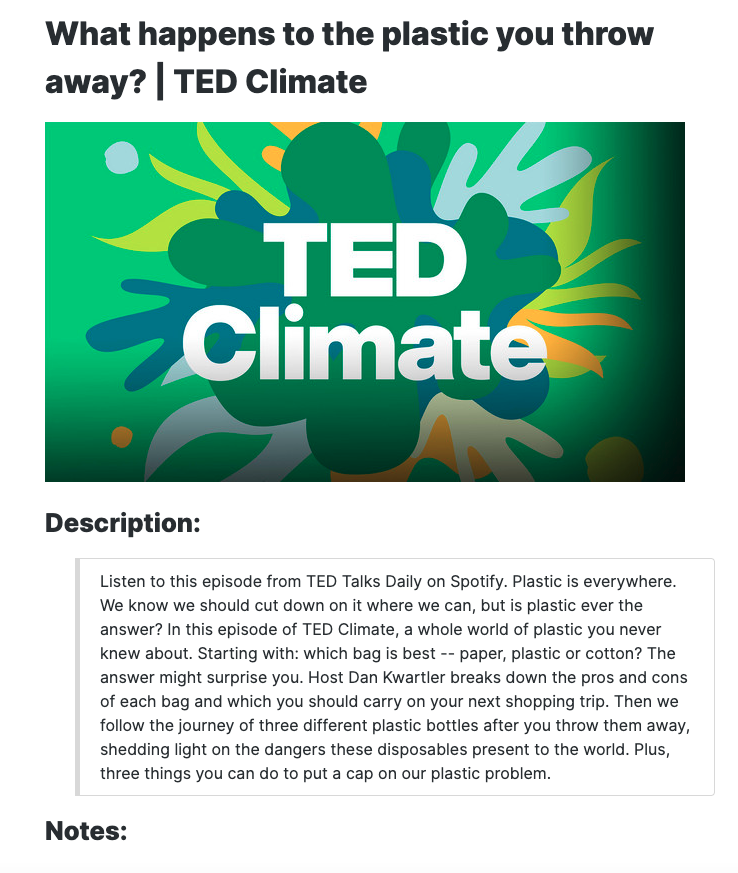 What happens to the plastic you throw
away? | TED Climate
TED
Climate
Description:
Listen to this episode from TED Talks Daily on Spotify. Plastic is everywhere.
We know we should cut down on it where we can, but is plastic ever the
answer? In this episode of TED Climate, a whole world of plastic you never
knew about. Starting with: which bag is best -- paper, plastic or cotton? The
answer might surprise you. Host Dan Kwartler breaks down the pros and cons
of each bag and which you should carry on your next shopping trip. Then we
follow the journey of three different plastic bottles after you throw them away,
shedding light on the dangers these disposables present to the world. Plus,
three things you can do to put a cap on our plastic problem.
Notes: